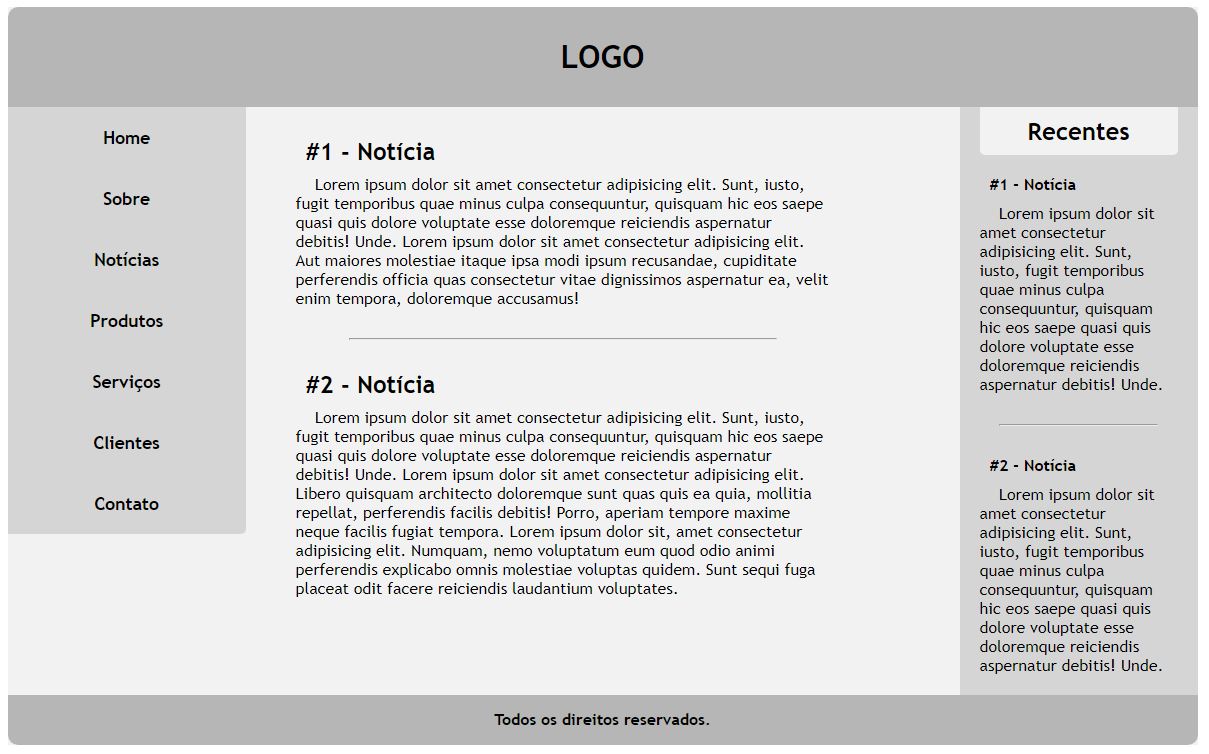 LOGO
Home
Sobre
Notícias
Produtos
Serviços
Clientes
Contato
#1 - Notícia
Lorem ipsum dolor sit amet consectetur adipisicing elit. Sunt, iusto,
fugit temporibus quae minus culpa consequuntur, quisquam hic eos saepe
quasi quis dolore voluptate esse doloremque reiciendis aspernatur
debitis! Unde. Lorem ipsum dolor sit amet consectetur adipisicing elit.
Aut maiores molestiae itaque ipsa modi ipsum recusandae, cupiditate
perferendis officia quas consectetur vitae dignissimos aspernatur ea, velit
enim tempora, doloremque accusamus!
#2 - Notícia
Lorem ipsum dolor sit amet consectetur adipisicing elit. Sunt, iusto,
fugit temporibus quae minus culpa consequuntur, quisquam hic eos saepe
quasi quis dolore voluptate esse doloremque reiciendis aspernatur
debitis! Unde. Lorem ipsum dolor sit amet consectetur adipisicing elit.
Libero quisquam architecto doloremque sunt quas quis ea quia, mollitia
repellat, perferendis facilis debitis! Porro, aperiam tempore maxime
neque facilis fugiat tempora. Lorem ipsum dolor sit, amet consectetur
adipisicing elit. Numquam, nemo voluptatum eum quod odio animi
perferendis explicabo omnis molestiae voluptas quidem. Sunt sequi fuga
placeat odit facere reiciendis laudantium voluptates.
Recentes
#1 - Notícia
Lorem ipsum dolor sit
amet consectetur
adipisicing elit. Sunt,
iusto, fugit temporibus
quae minus culpa
consequuntur, quisquam
hic eos saepe quasi quis
dolore voluptate esse
doloremque reiciendis
aspernatur debitis! Unde.
#2 - Notícia
Lorem ipsum dolor sit
amet consectetur
adipisicing elit. Sunt,
iusto, fugit temporibus
quae minus culpa
consequuntur, quisquam
hic eos saepe quasi quis
dolore voluptate esse
doloremque reiciendis
aspernatur debitis! Unde.
Todos os direitos reservados.